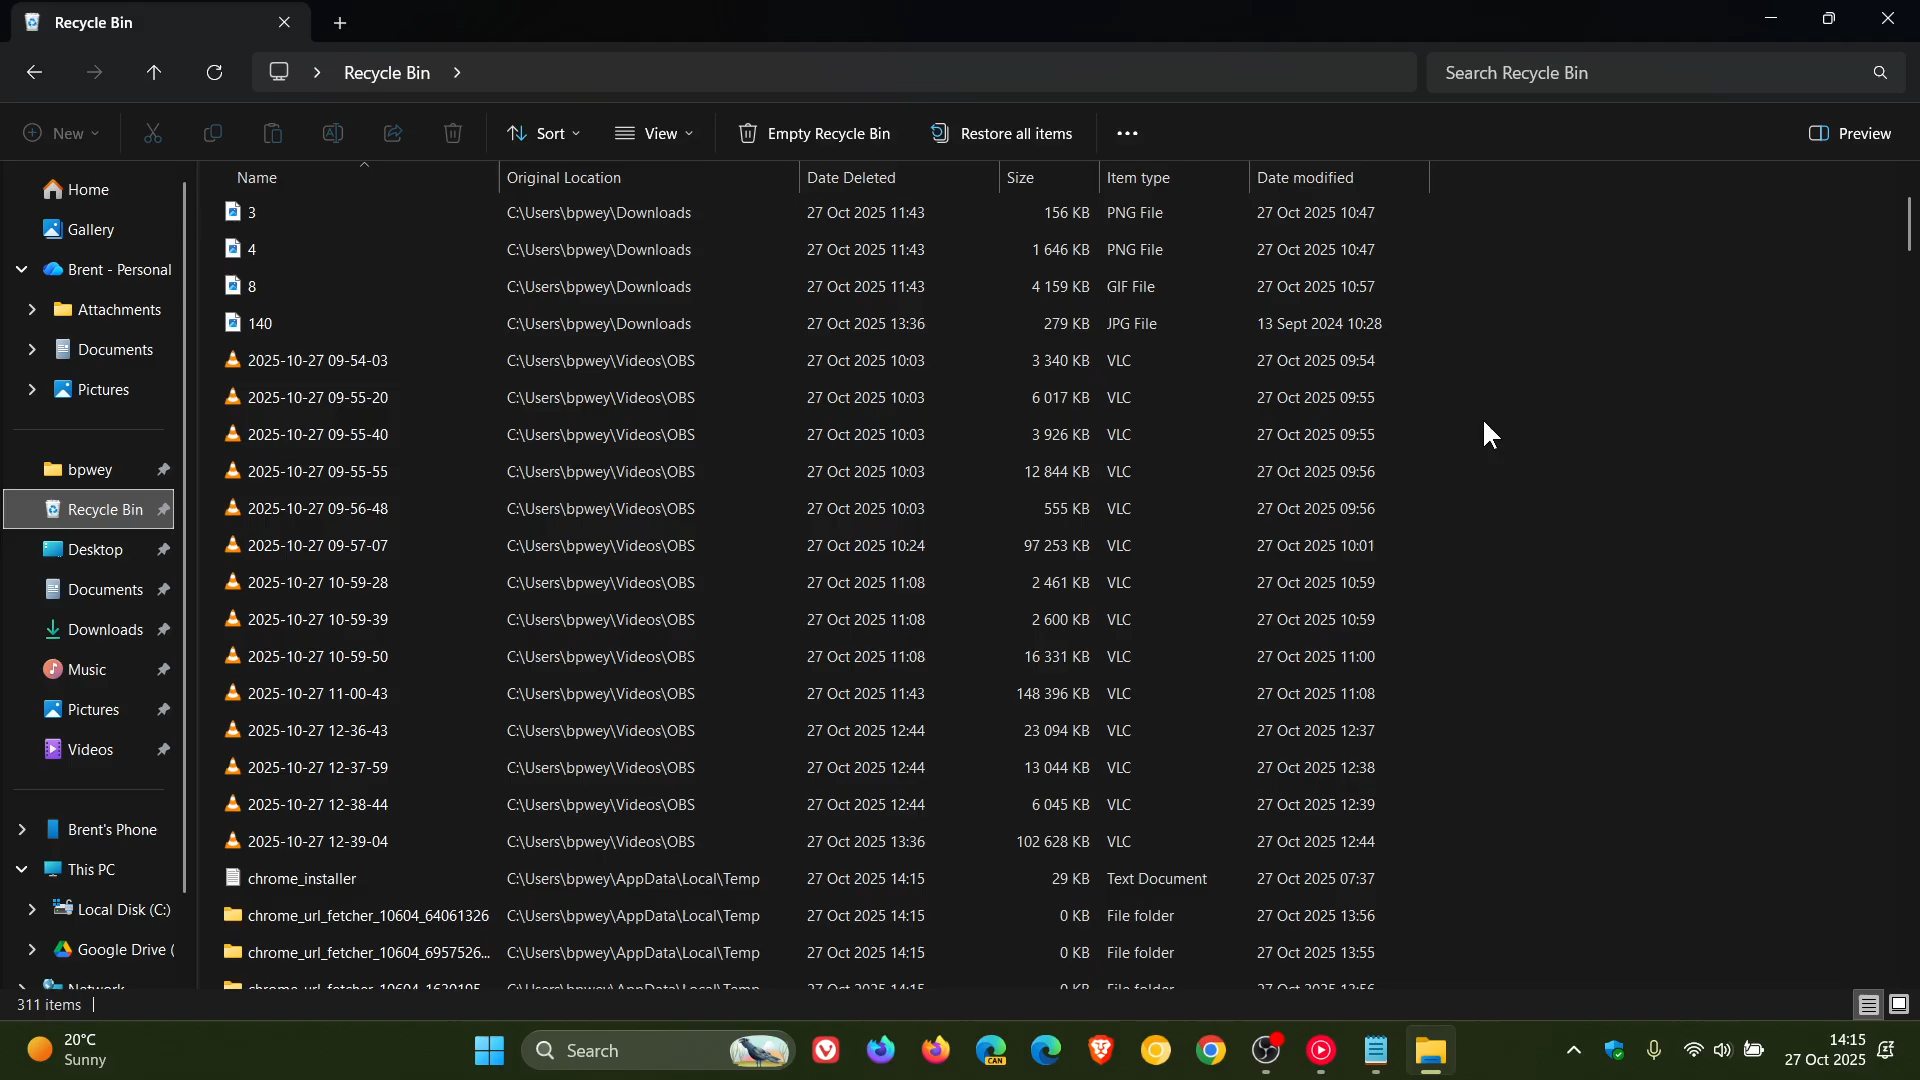 Recycle Bin
Recycle Bin
Search Recycle Bin
New
Sort
View
Empty Recycle Bin
Restore all items
Preview
Home
Gallery
Brent - Personal
Attachments
Documents
Pictures
bpwey
Recycle Bin
Desktop
Documents
Downloads
Music
Pictures
Videos
Brent's Phone
This PC
Local Disk (C:)
Google Drive (
Network
Name Original Location Date Deleted Size Item type Date modified
3 C:\Users\bpwey\Downloads 27 Oct 2025 11:43 156 KB PNG File 27 Oct 2025 10:47
4 C:\Users\bpwey\Downloads 27 Oct 2025 11:43 1 646 KB PNG File 27 Oct 2025 10:47
8 C:\Users\bpwey\Downloads 27 Oct 2025 11:43 4 159 KB GIF File 27 Oct 2025 10:57
140 C:\Users\bpwey\Downloads 27 Oct 2025 13:36 279 KB JPG File 13 Sept 2024 10:28
2025-10-27 09-54-03 C:\Users\bpwey\Videos\OBS 27 Oct 2025 10:03 3 340 KB VLC 27 Oct 2025 09:54
2025-10-27 09-55-20 C:\Users\bpwey\Videos\OBS 27 Oct 2025 10:03 6 017 KB VLC 27 Oct 2025 09:55
2025-10-27 09-55-40 C:\Users\bpwey\Videos\OBS 27 Oct 2025 10:03 3 926 KB VLC 27 Oct 2025 09:55
2025-10-27 09-55-55 C:\Users\bpwey\Videos\OBS 27 Oct 2025 10:03 12 844 KB VLC 27 Oct 2025 09:56
2025-10-27 09-56-48 C:\Users\bpwey\Videos\OBS 27 Oct 2025 10:03 555 KB VLC 27 Oct 2025 09:56
2025-10-27 09-57-07 C:\Users\bpwey\Videos\OBS 27 Oct 2025 10:24 97 253 KB VLC 27 Oct 2025 10:01
2025-10-27 10-59-28 C:\Users\bpwey\Videos\OBS 27 Oct 2025 11:08 2 461 KB VLC 27 Oct 2025 10:59
2025-10-27 10-59-39 C:\Users\bpwey\Videos\OBS 27 Oct 2025 11:08 2 600 KB VLC 27 Oct 2025 10:59
2025-10-27 10-59-50 C:\Users\bpwey\Videos\OBS 27 Oct 2025 11:08 16 331 KB VLC 27 Oct 2025 11:00
2025-10-27 11-00-43 C:\Users\bpwey\Videos\OBS 27 Oct 2025 11:43 148 396 KB VLC 27 Oct 2025 11:08
2025-10-27 12-36-43 C:\Users\bpwey\Videos\OBS 27 Oct 2025 12:44 23 094 KB VLC 27 Oct 2025 12:37
2025-10-27 12-37-59 C:\Users\bpwey\Videos\OBS 27 Oct 2025 12:44 13 044 KB VLC 27 Oct 2025 12:38
2025-10-27 12-38-44 C:\Users\bpwey\Videos\OBS 27 Oct 2025 12:44 6 045 KB VLC 27 Oct 2025 12:39
2025-10-27 12-39-04 C:\Users\bpwey\Videos\OBS 27 Oct 2025 13:36 102 628 KB VLC 27 Oct 2025 12:44
chrome_installer C:\Users\bpwey\AppData\Local\Temp 27 Oct 2025 14:15 29 KB Text Document 27 Oct 2025 07:37
chrome_url_fetcher_10604_64061326 C:\Users\bpwey\AppData\Local\Temp 27 Oct 2025 14:15 0 KB File folder 27 Oct 2025 13:56
chrome_url_fetcher_10604_6957526... C:\Users\bpwey\AppData\Local\Temp 27 Oct 2025 14:15 0 KB File folder 27 Oct 2025 13:55
311 items
20°C
Sunny
Search
CAN
14:15
27 Oct 2025